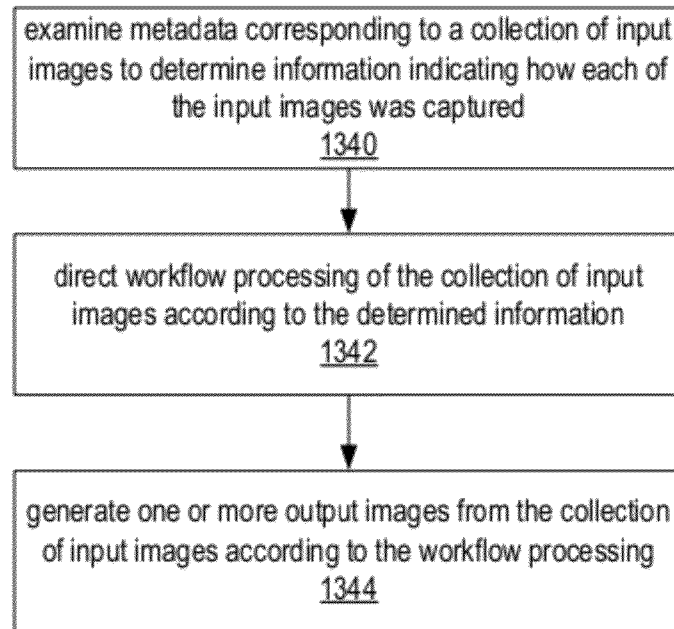 examine metadata corresponding to a collection of input
images to determine information indicating how each of
the input images was captured
1340
direct workflow processing of the collection of input
images according to the determined information
1342
generate one or more output images from the collection
of input images according to the workflow processing
1344